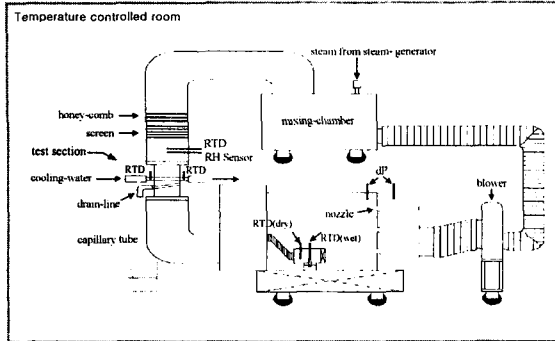 Temperature controlled room
steam from steam- generator
honey-comb
mixing-chamber
screen
RTD
RH Sensor
test section
RTD
RTD
cooling-water
dP
blower
drain-line
nozzle
RTD(dry)
RTD(wet)
capillary tube